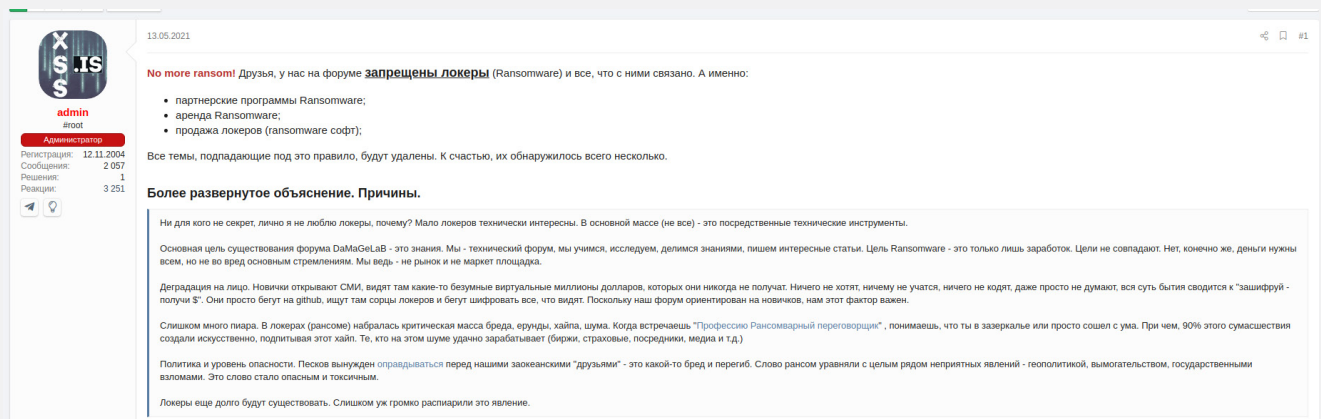 XSS.IS
admin
#root
Администратор
Регистрация: 12.11.2004
Сообщения: 2 057
Решения: 1
Реакции: 3 251
13.05.2021
#1
No more ransom! Друзья, у нас на форуме запрещены локеры (Ransomware) и все, что с ними связано. А именно:
партнерские программы Ransomware;
аренда Ransomware;
продажа локеров (ransomware софт);
Все темы, подпадающие под это правило, будут удалены. К счастью, их обнаружилось всего несколько.
Более развернутое объяснение. Причины.
Ни для кого не секрет, лично я не люблю локеры, почему? Мало локеров технически интересны. В основной массе (не все) - это посредственные технические инструменты.
Основная цель существования форума DaMaGeLaB - это знания. Мы - технический форум, мы учимся, исследуем, делимся знаниями, пишем интересные статьи. Цель Ransomware - это только лишь заработок. Цели не совпадают. Нет, конечно же, деньги нужны
всем, но не во вред основным стремлениям. Мы ведь - не рынок и не маркет площадка.
Деградация на лицо. Новички открывают СМИ, видят там какие-то безумные виртуальные миллионы долларов, которых они никогда не получат. Ничего не хотят, ничему не учатся, ничего не кодят, даже просто не думают, вся суть бытия сводится к "зашифруй -
получи $". Они просто бегут на github, ищут там сорцы локеров и бегут шифровать все, что видят. Поскольку наш форум ориентирован на новичков, нам этот фактор важен.
Слишком много пиара. В локерах (рансоме) набралась критическая масса бреда, ерунды, хайпа, шума. Когда встречаешь "Профессию Рансомварный переговорщик" , понимаешь, что ты в зазеркалье или просто сошел с ума. При чем, 90% этого сумасшествия
создали искусственно, подпитывая этот хайп. Те, кто на этом шуме удачно зарабатывает (биржи, страховые, посредники, медиа и т.д.)
Политика и уровень опасности. Песков вынужден оправдываться перед нашими заокеанскими "друзьями" - это какой-то бред и перегиб. Слово рансом уравняли с целым рядом неприятных явлений - геополитикой, вымогательством, государственными
взломами. Это слово стало опасным и токсичным.
Локеры еще долго будут существовать. Слишком уж громко распиарили это явление.